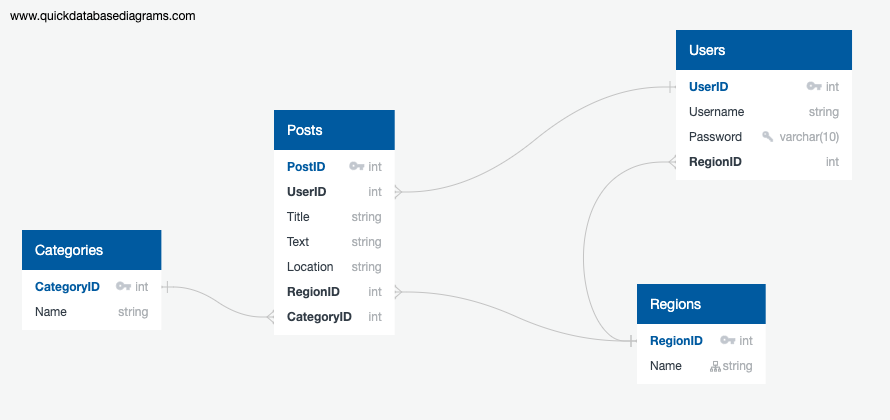 www.quickdatabasediagrams.com
Users
UserID int
Username string
Password varchar(10)
RegionID int
Posts
PostID int
UserID int
Title string
Text string
Location string
RegionID int
CategoryID int
Categories
CategoryID int
Name string
Regions
RegionID int
Name string